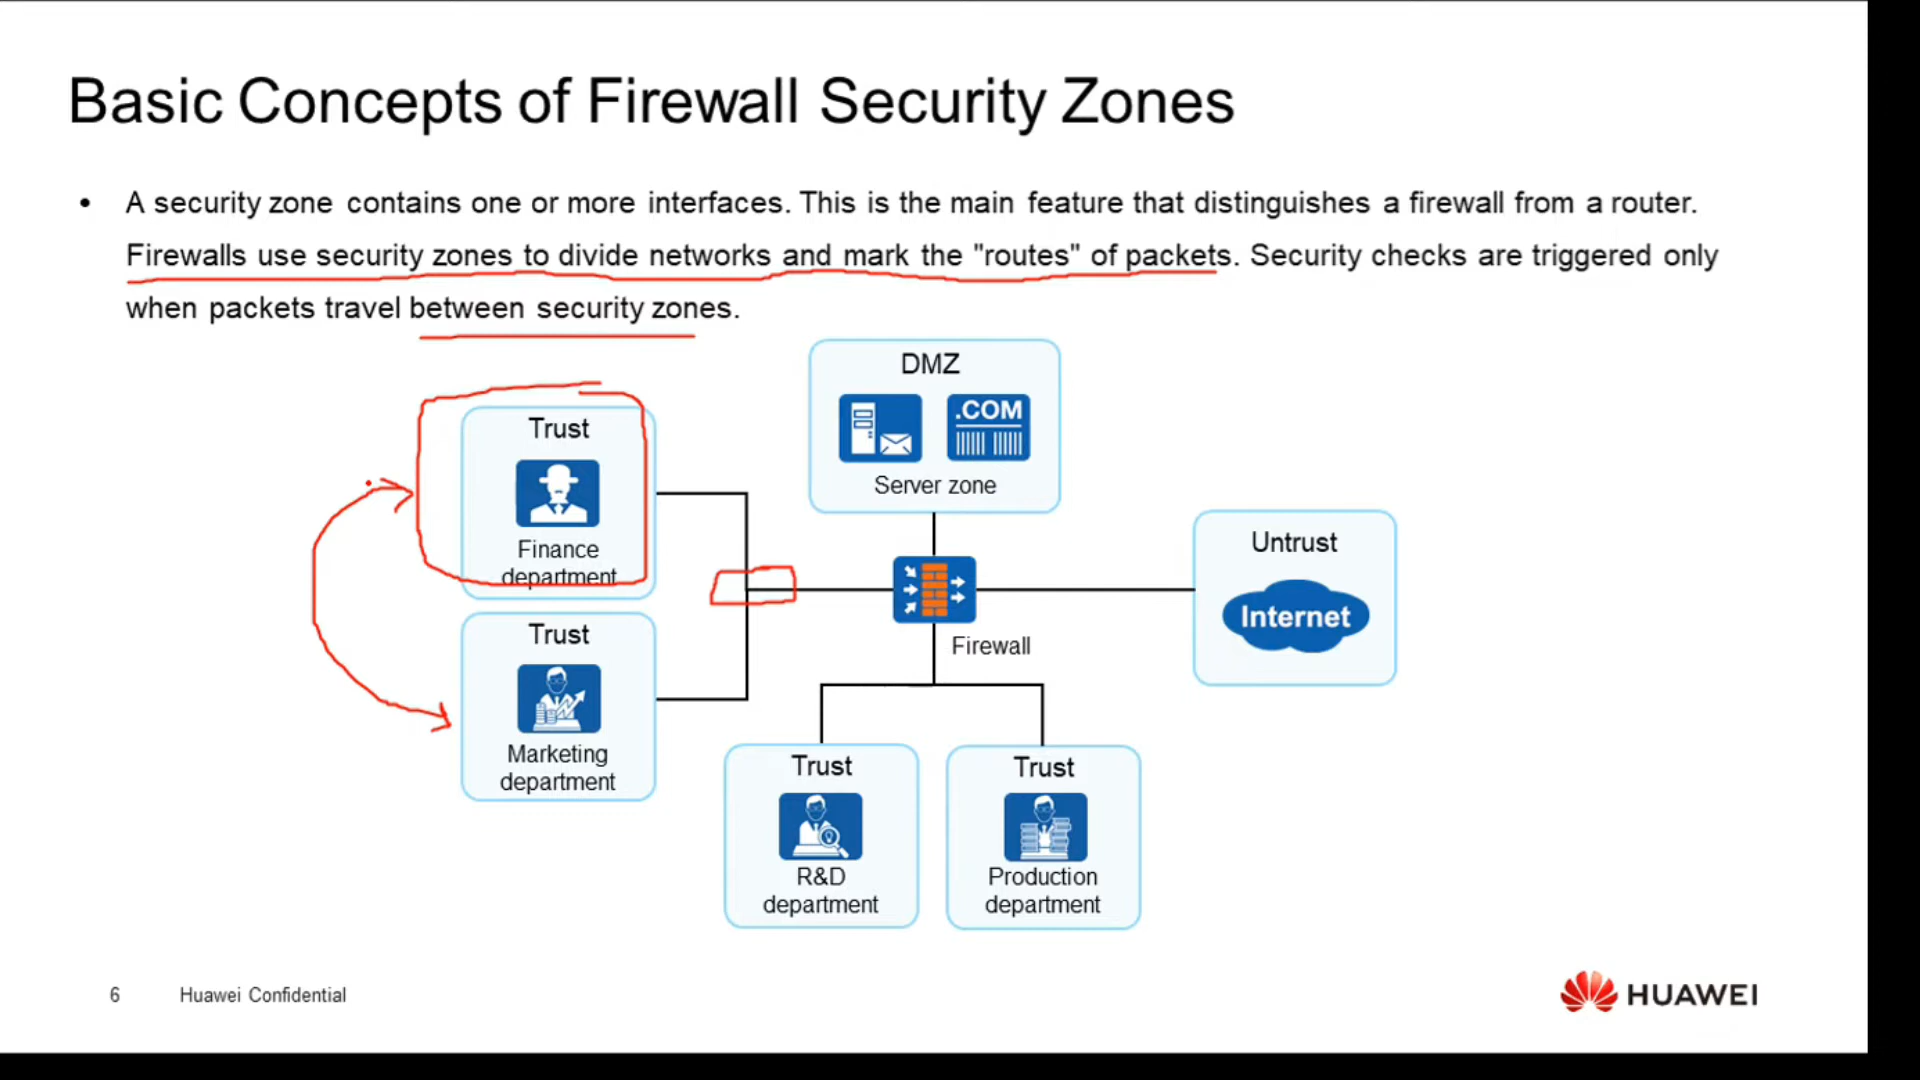 Basic Concepts of Firewall Security Zones
• A security zone contains one or more interfaces. This is the main feature that distinguishes a firewall from a router.
Firewalls use security zones to divide networks and mark the "routes" of packets. Security checks are triggered only
when packets travel between security zones.
DMZ
.COM
Server zone
Trust
Finance
department
Untrust
Internet
Firewall
Trust
Marketing
department
Trust
R&D
department
Trust
Production
department
6 Huawei Confidential
HUAWEI